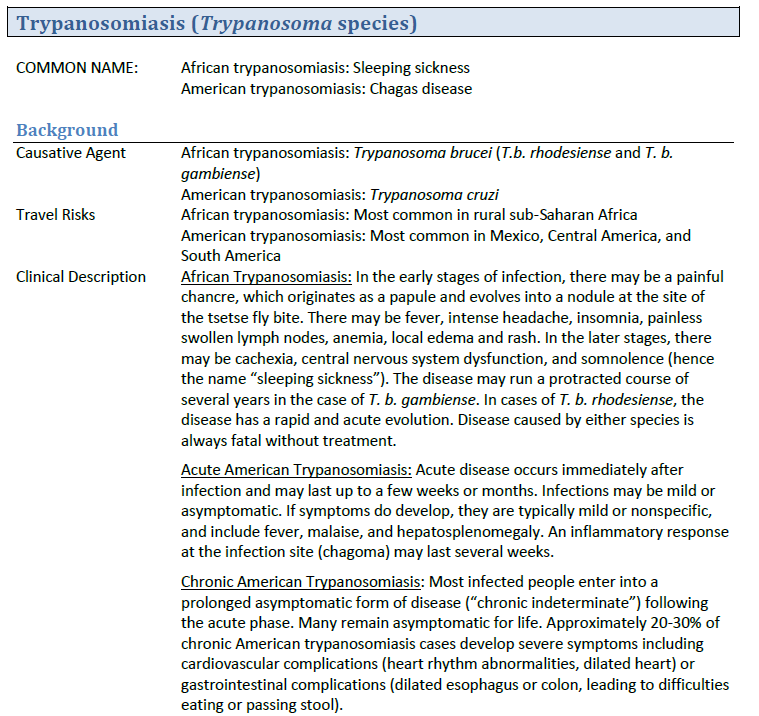 Trypanosomiasis (Trypanosoma species)
COMMON NAME: African trypanosomiasis: Sleeping sickness
American trypanosomiasis: Chagas disease
Background
Causative Agent African trypanosomiasis: Trypanosoma brucei (T.b. rhodesiense and T. b.
gambiense)
American trypanosomiasis: Trypanosoma cruzi
Travel Risks African trypanosomiasis: Most common in rural sub-Saharan Africa
American trypanosomiasis: Most common in Mexico, Central America, and
South America
Clinical Description African Trypanosomiasis: In the early stages of infection, there may be a painful
chancre, which originates as a papule and evolves into a nodule at the site of
the tsetse fly bite. There may be fever, intense headache, insomnia, painless
swollen lymph nodes, anemia, local edema and rash. In the later stages, there
may be cachexia, central nervous system dysfunction, and somnolence (hence
the name “sleeping sickness”). The disease may run a protracted course of
several years in the case of T. b. gambiense. In cases of T. b. rhodesiense, the
disease has a rapid and acute evolution. Disease caused by either species is
always fatal without treatment.
Acute American Trypanosomiasis: Acute disease occurs immediately after
infection and may last up to a few weeks or months. Infections may be mild or
asymptomatic. If symptoms do develop, they are typically mild or nonspecific,
and include fever, malaise, and hepatosplenomegaly. An inflammatory response
at the infection site (chagoma) may last several weeks.
Chronic American Trypanosomiasis: Most infected people enter into a
prolonged asymptomatic form of disease (“chronic indeterminate”) following
the acute phase. Many remain asymptomatic for life. Approximately 20-30% of
chronic American trypanosomiasis cases develop severe symptoms including
cardiovascular complications (heart rhythm abnormalities, dilated heart) or
gastrointestinal complications (dilated esophagus or colon, leading to difficulties
eating or passing stool).